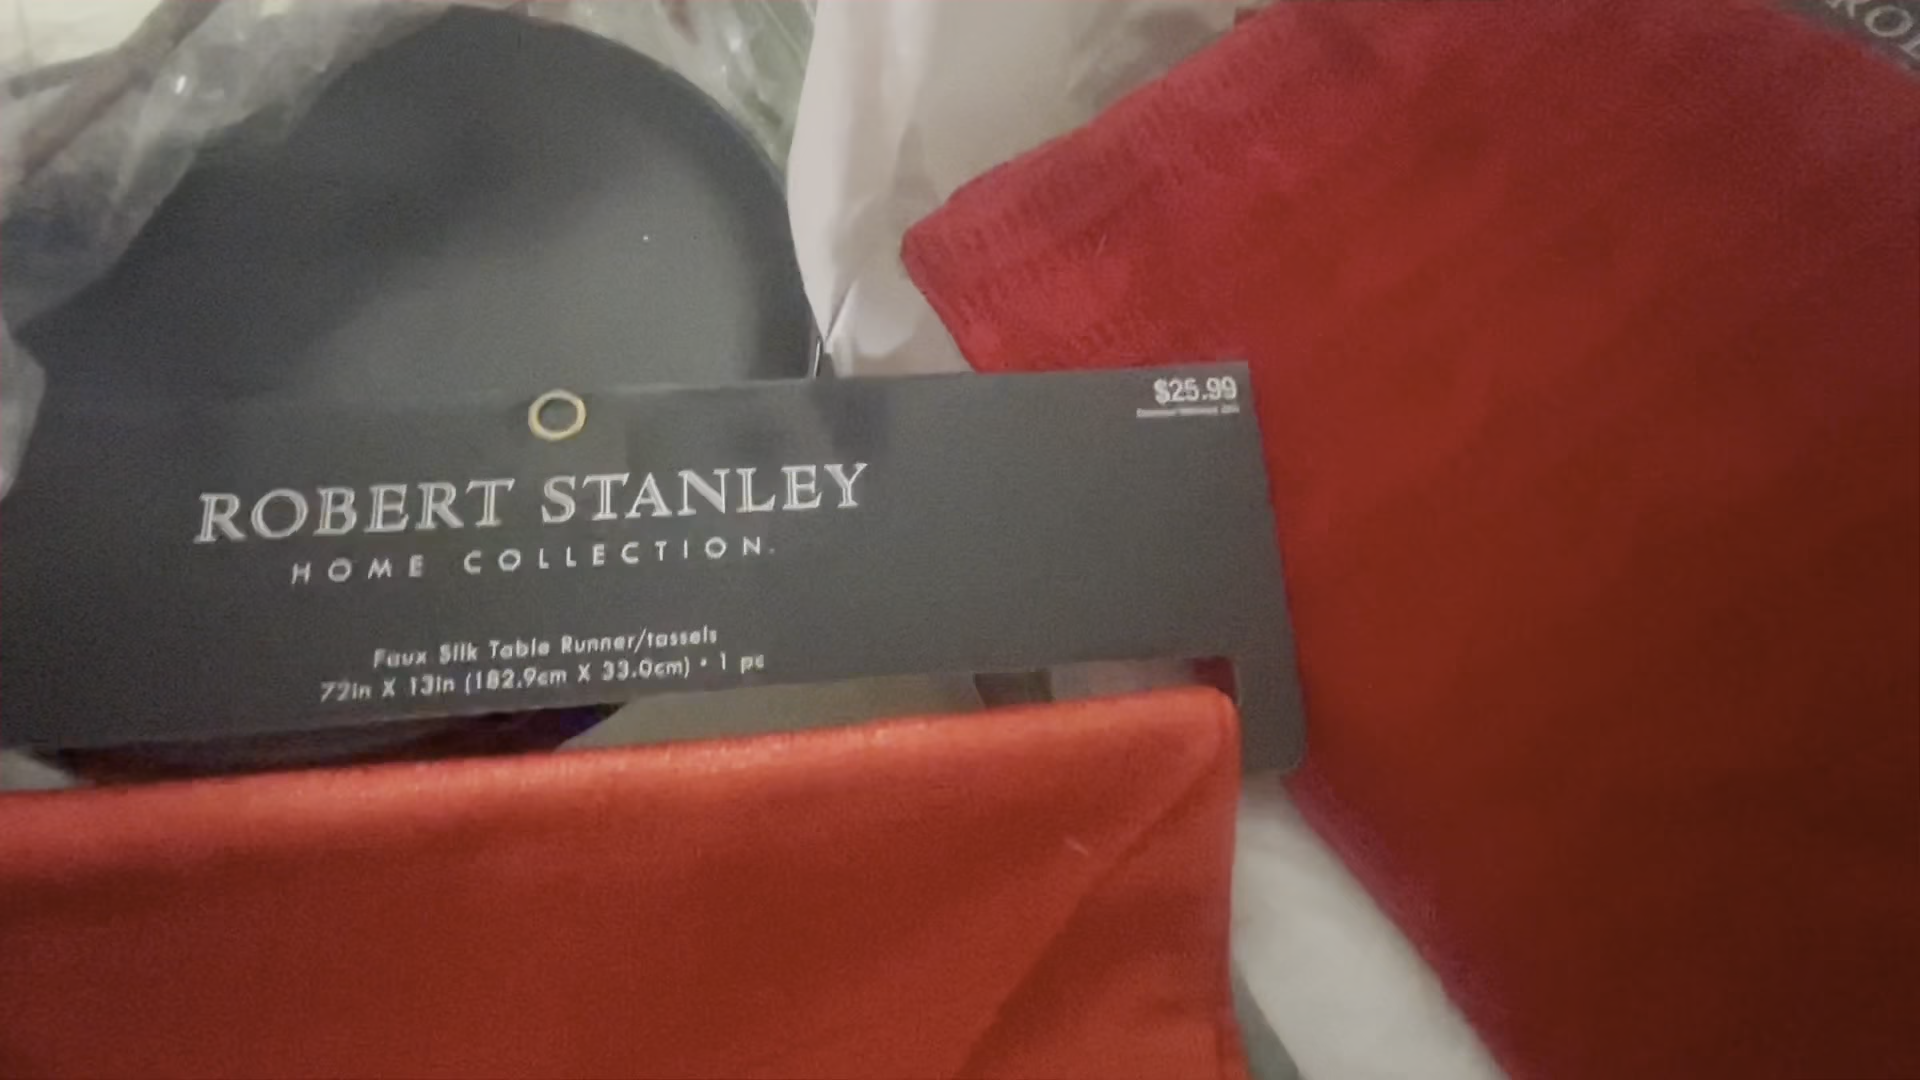 $25.99
ROBERT STANLEY
HOME COLLECTION.
Faux Silk Table Runner/tassels
72in X 13in (182.9cm X 33.0cm) • 1 pc